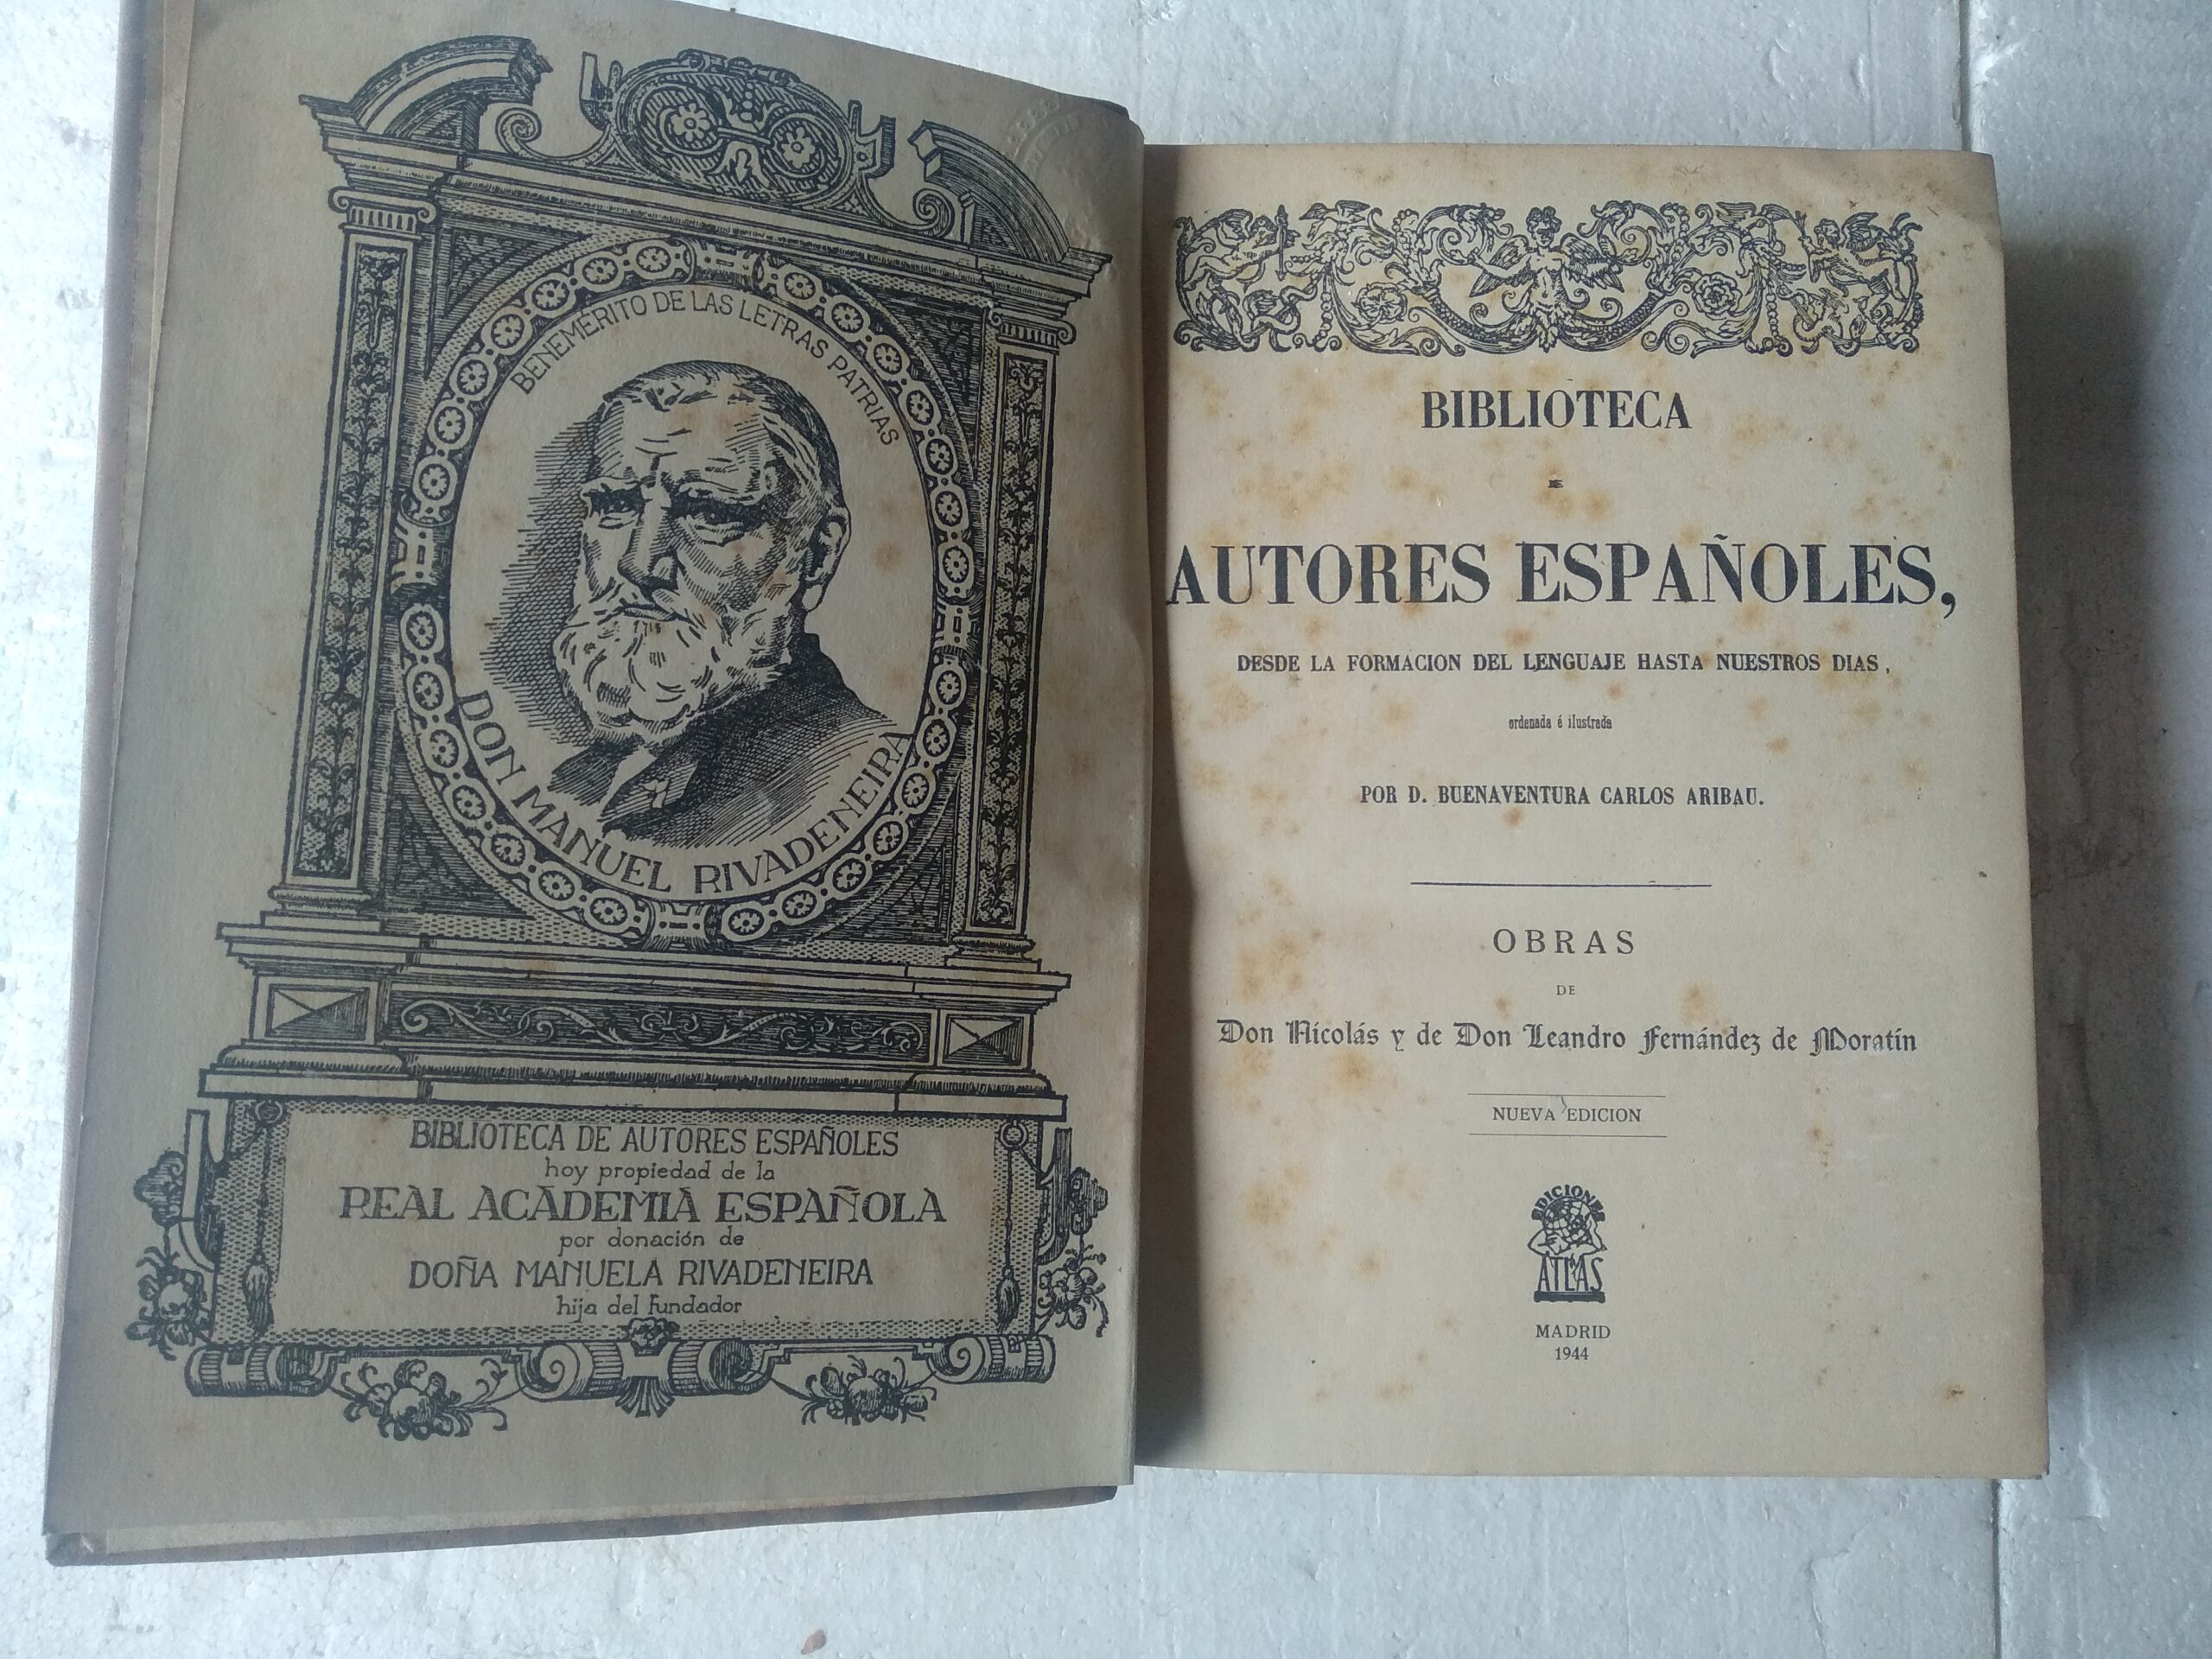 BENEMÉRITO DE LAS LETRAS PATRIAS
DON MANUEL RIVADENEIRA
BIBLIOTECA DE AUTORES ESPAÑOLES
hoy propiedad de la
REAL ACADEMIA ESPAÑOLA
por donación de
DOÑA MANUELA RIVADENEIRA
hija del fundador
BIBLIOTECA
AUTORES ESPAÑOLES,
DESDE LA FORMACION DEL LENGUAJE HASTA NUESTROS DIAS,
ordenada é ilustrada
POR D. BUENAVENTURA CARLOS ARIBAU.
OBRAS
DE
Don Nicolás y de Don Leandro Fernández de Moratín
NUEVA EDICION
EDICIONES
ATLAS
MADRID
1944